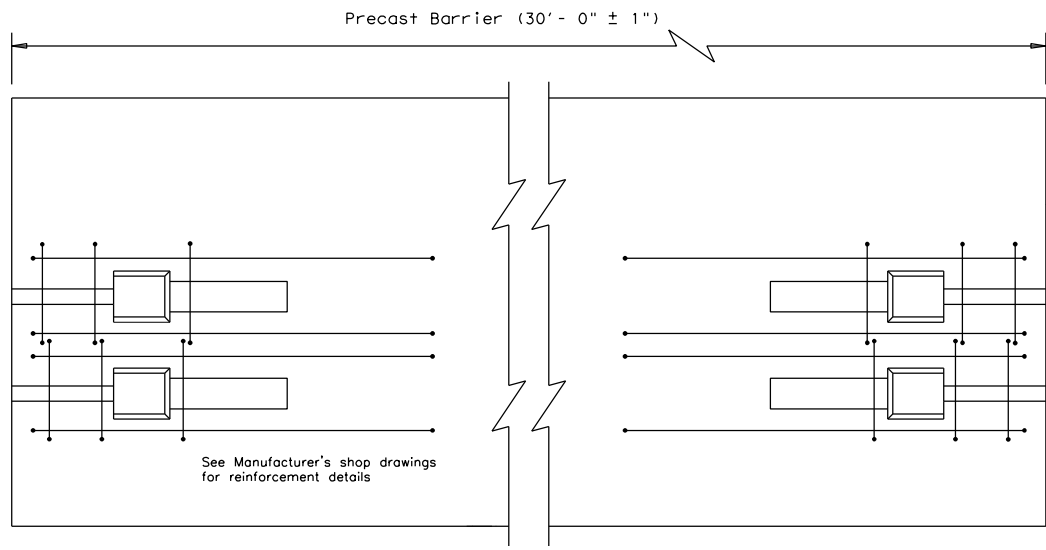 Precast Barrier (30'- 0" ± 1")
See Manufacturer's shop drawings
for reinforcement details